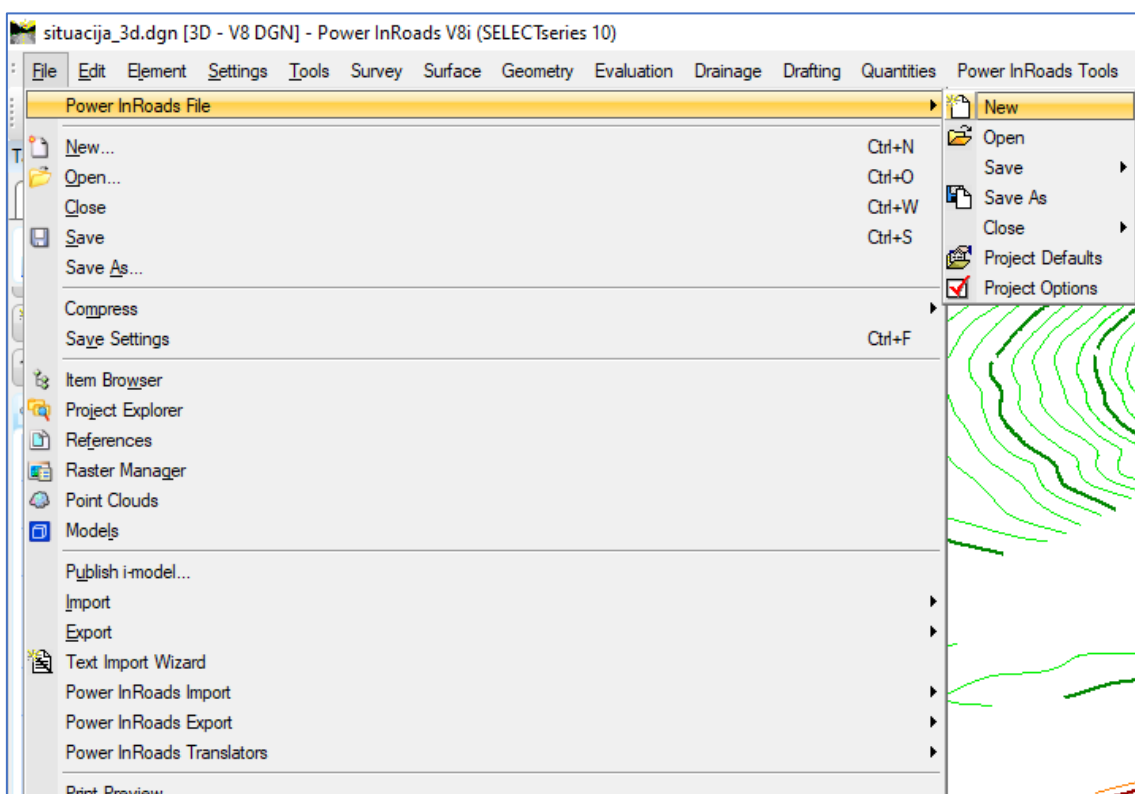 situacija_3d.dgn [3D - V8 DGN] - Power InRoads V8i (SELECTseries 10)
File Edit Element Settings Tools Survey Surface Geometry Evaluation Drainage Drafting Quantities Power InRoads Tools
Power InRoads File
New... Ctrl+N
Open... Ctrl+O
Close Ctrl+W
Save Ctrl+S
Save As...
Compress
Save Settings Ctrl+F
Item Browser
Project Explorer
References
Raster Manager
Point Clouds
Models
Publish i-model...
Import
Export
Text Import Wizard
Power InRoads Import
Power InRoads Export
Power InRoads Translators
Print Preview
New
Open
Save
Save As
Close
Project Defaults
Project Options